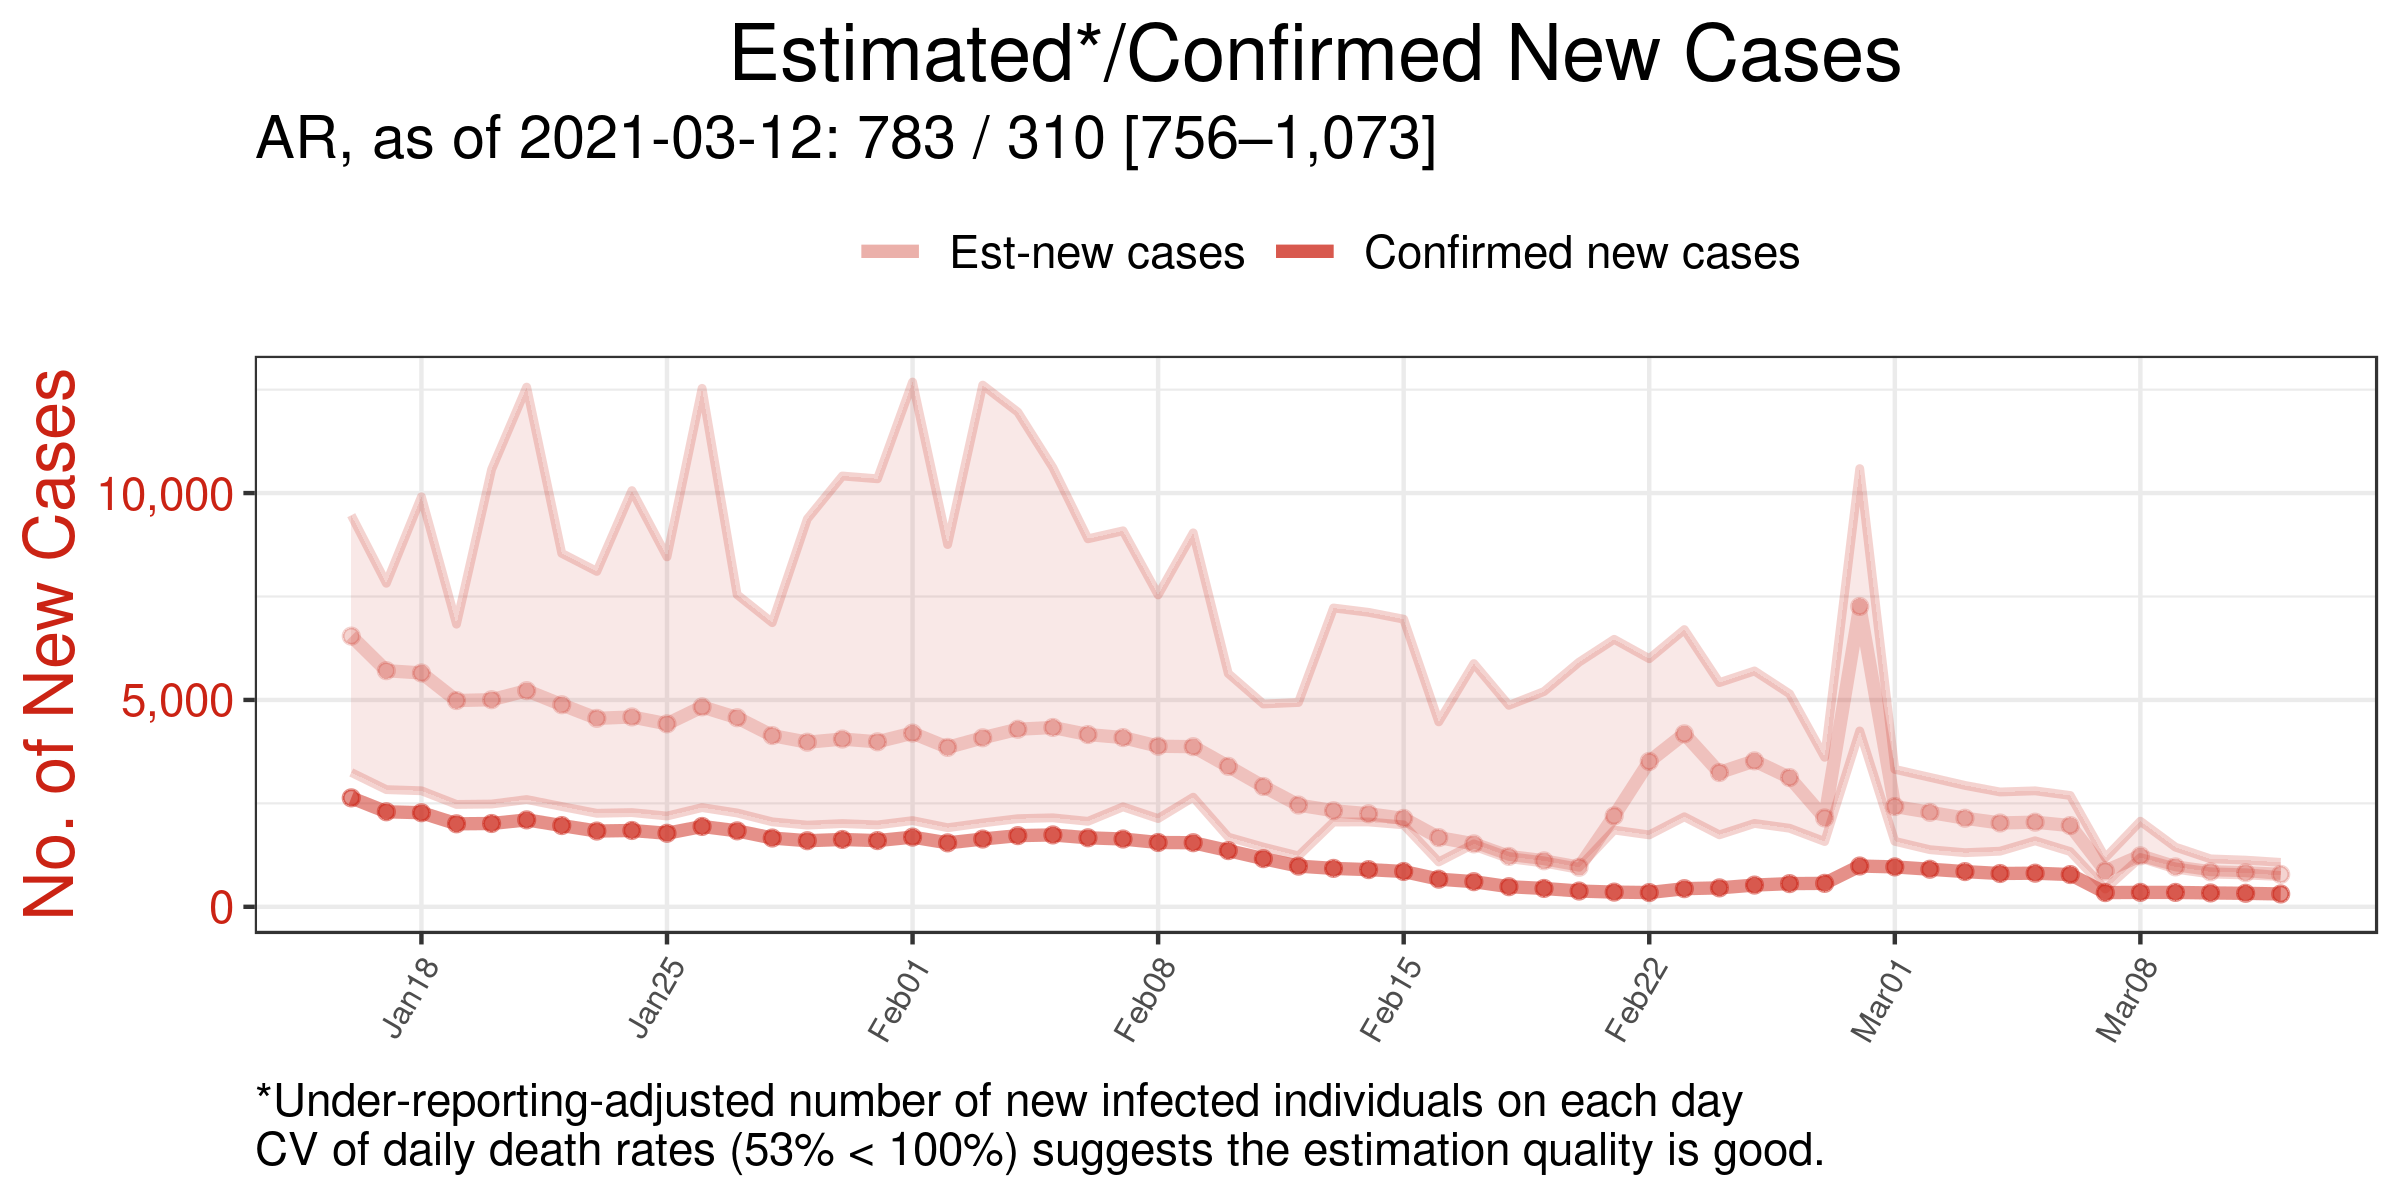 Estimated*/Confirmed New Cases
AR, as of 2021-03-12: 783 / 310 [756–1,073]
Est-new cases
Confirmed new cases
No. of New Cases
10,000
5,000
0
Jan18
Jan25
Feb01
Feb08
Feb15
Feb22
Mar01
Mar08
*Under-reporting-adjusted number of new infected individuals on each day
CV of daily death rates (53% < 100%) suggests the estimation quality is good.